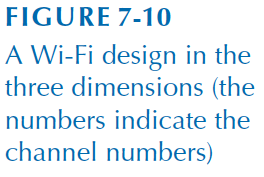 FIGURE 7-10
A Wi-Fi design in the
three dimensions (the
numbers indicate the
channel numbers)